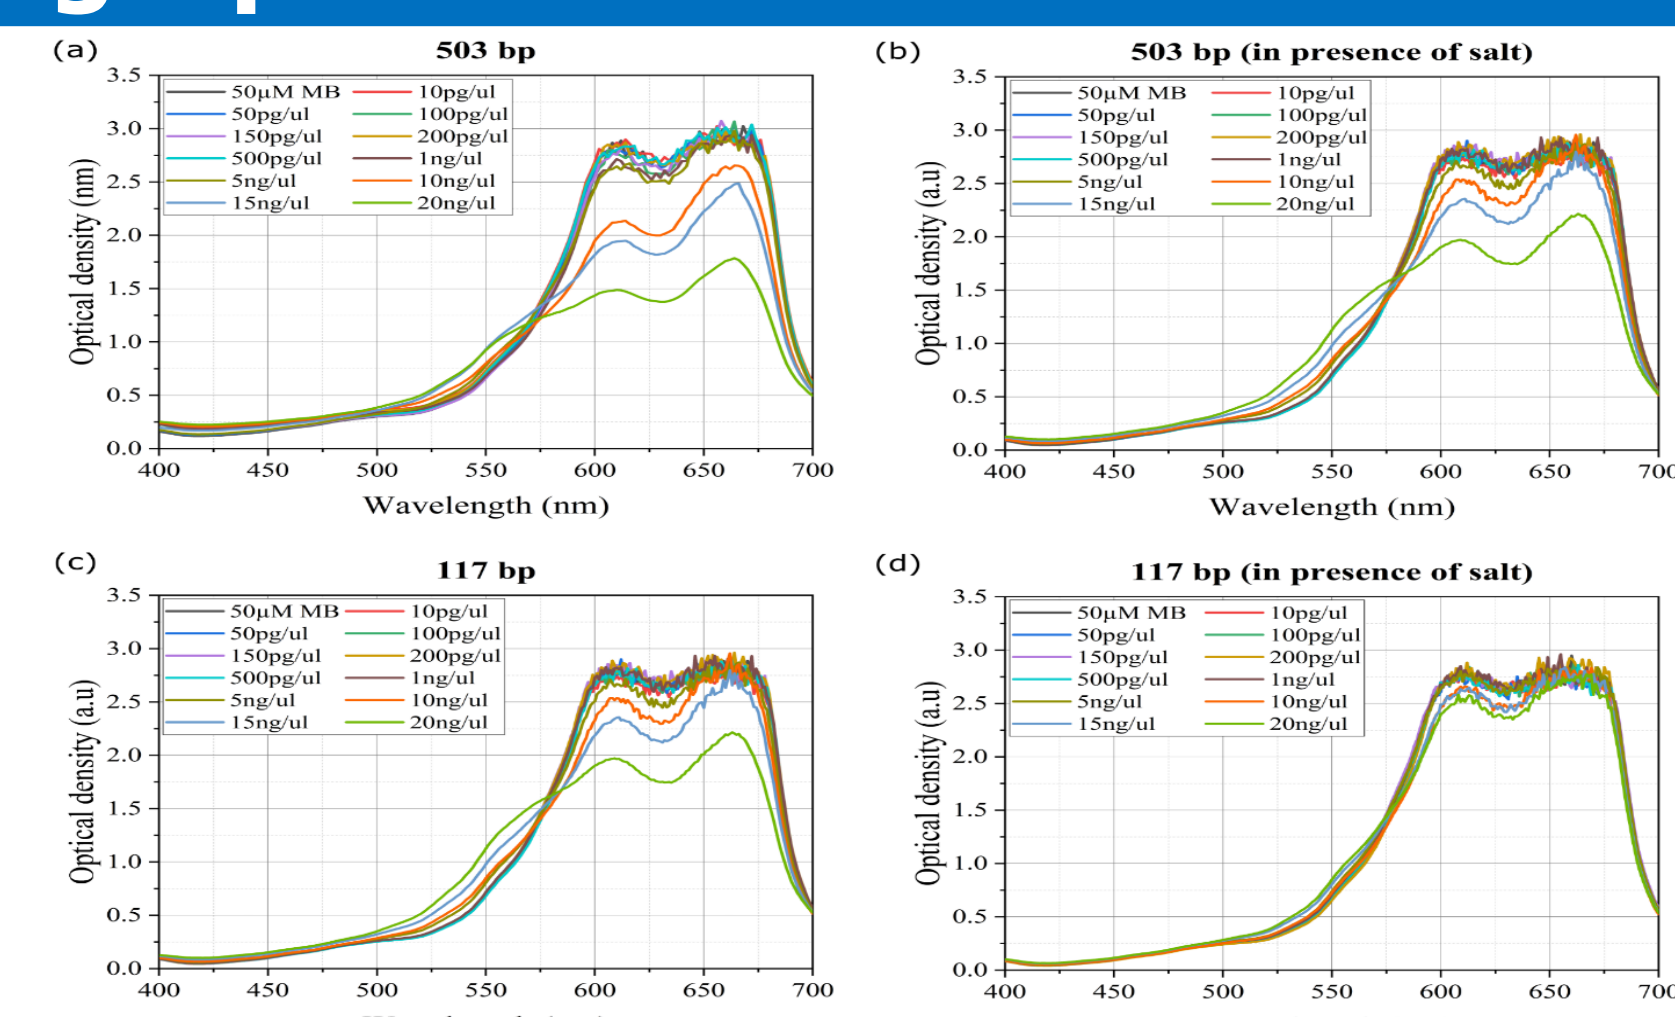 (a)
503 bp
3.5
3.0
2.5
2.0
1.5
1.0
0.5
0.0
Optical density (nm)
50µM MB 10pg/ul
50pg/ul 100pg/ul
150pg/ul 200pg/ul
500pg/ul 1ng/ul
5ng/ul 10ng/ul
15ng/ul 20ng/ul
400 450 500 550 600 650 700
Wavelength (nm)
(b)
503 bp (in presence of salt)
3.5
3.0
2.5
2.0
1.5
1.0
0.5
0.0
Optical density (a.u)
50µM MB 10pg/ul
50pg/ul 100pg/ul
150pg/ul 200pg/ul
500pg/ul 1ng/ul
5ng/ul 10ng/ul
15ng/ul 20ng/ul
400 450 500 550 600 650 700
Wavelength (nm)
(c)
117 bp
3.5
3.0
2.5
2.0
1.5
1.0
0.5
0.0
Optical density (a.u)
50µM MB 10pg/ul
50pg/ul 100pg/ul
150pg/ul 200pg/ul
500pg/ul 1ng/ul
5ng/ul 10ng/ul
15ng/ul 20ng/ul
400 450 500 550 600 650 700
(d)
117 bp (in presence of salt)
3.5
3.0
2.5
2.0
1.5
1.0
0.5
0.0
Optical density (a.u)
50µM MB 10pg/ul
50pg/ul 100pg/ul
150pg/ul 200pg/ul
500pg/ul 1ng/ul
5ng/ul 10ng/ul
15ng/ul 20ng/ul
400 450 500 550 600 650 700